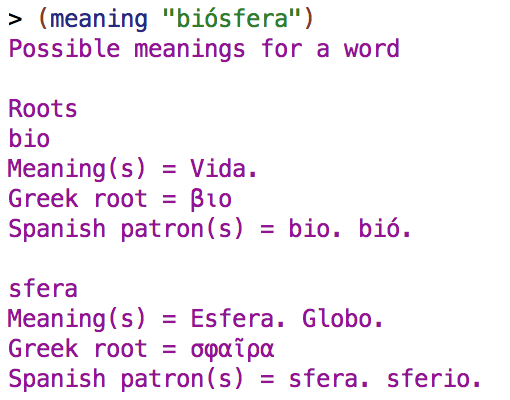 > (meaning "biósfera")
Possible meanings for a word
Roots
bio
Meaning(s) = Vida.
Greek root = βιο
Spanish patron(s) = bio. bió.
sfera
Meaning(s) = Esfera. Globo.
Greek root = σφαῖρα
Spanish patron(s) = sfera. sferio.